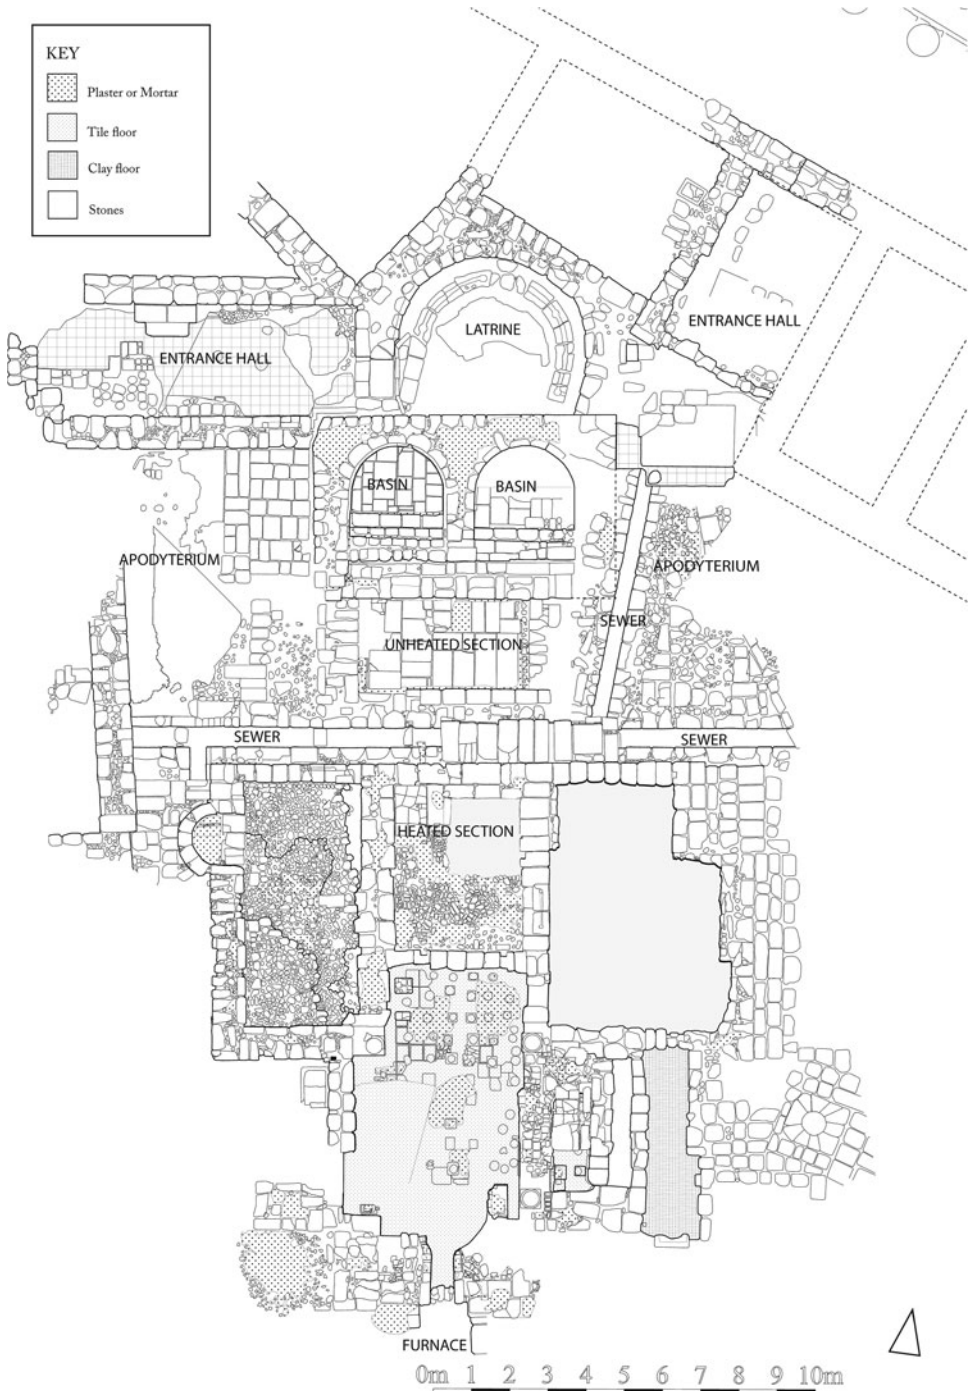 KEY
Plaster or Mortar
Tile floor
Clay floor
Stones
LATRINE
ENTRANCE HALL
ENTRANCE HALL
BASIN
BASIN
APODYTERIUM
APODYTERIUM
SEWER
UNHEATED SECTION
SEWER
SEWER
HEATED SECTION
FURNACE
0m 1 2 3 4 5 6 7 8 9 10m